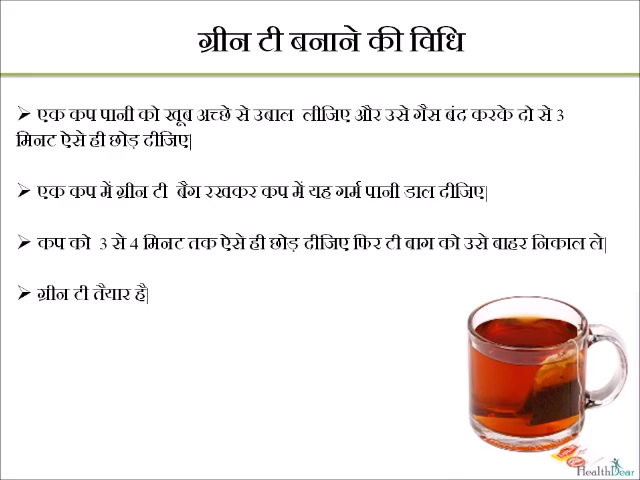 ग्रीन टी बनाने की विधि
➢ एक कप पानी को खूब अच्छे से उबाल लीजिए और उसे गैस बंद करके दो से 3
मिनट ऐसे ही छोड़ दीजिए|
➢ एक कप में ग्रीन टी बैग रखकर कप में यह गर्म पानी डाल दीजिए|
➢ कप को 3 से 4 मिनट तक ऐसे ही छोड़ दीजिए फिर टी बाग को उसे बाहर निकाल ले|
➢ ग्रीन टी तैयार है|
HealthDear